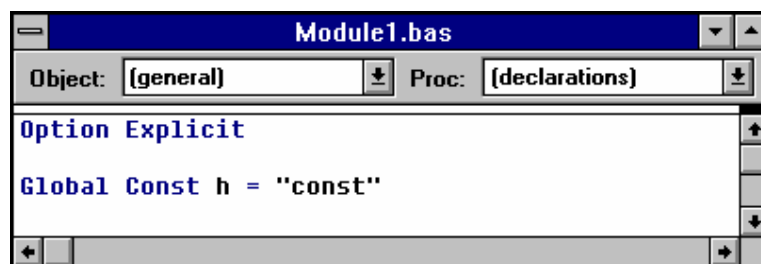 Module1.bas
Object: (general) Proc: (declarations)
Option Explicit
Global Const h = "const"